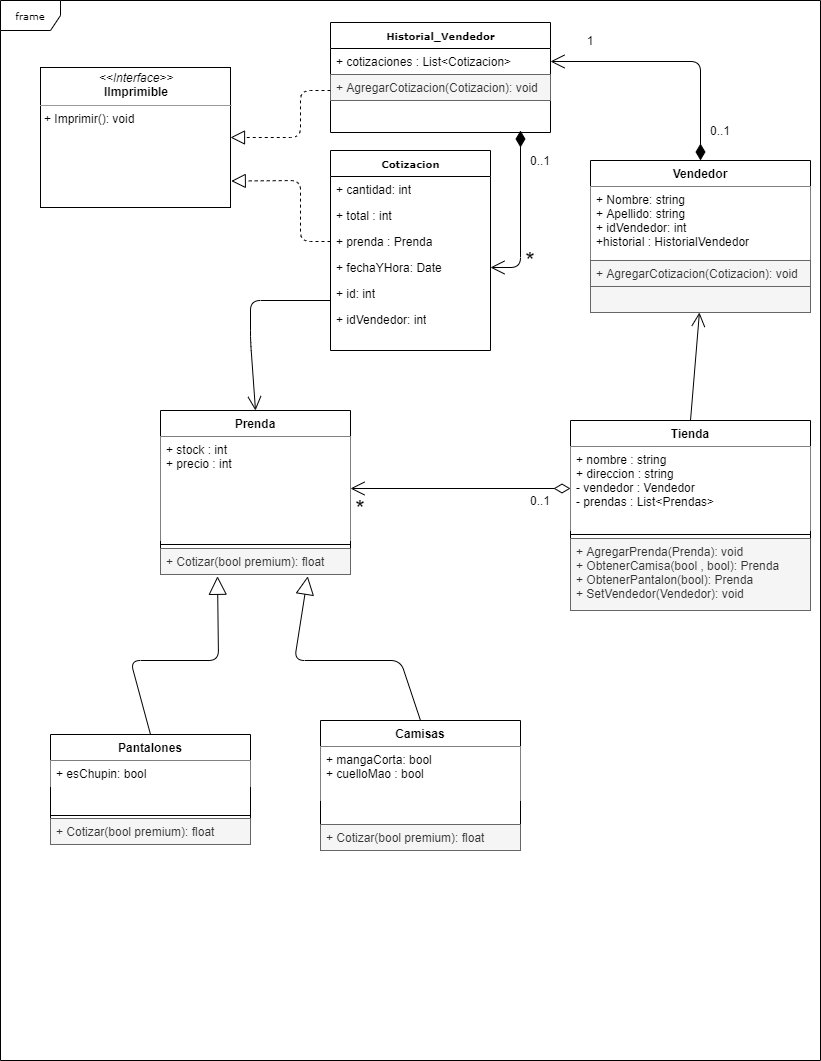 frame
<<Interface>>
IImprimible
+ Imprimir(): void
Historial_Vendedor
+ cotizaciones : List<Cotizacion>
+ AgregarCotizacion(Cotizacion): void
1
0..1
0..1
*
Cotizacion
+ cantidad: int
+ total : int
+ prenda : Prenda
+ fechaYHora: Date
+ id: int
+ idVendedor: int
Vendedor
+ Nombre: string
+ Apellido: string
+ idVendedor: int
+historial : HistorialVendedor
+ AgregarCotizacion(Cotizacion): void
Prenda
+ stock : int
+ precio : int
+ Cotizar(bool premium): float
*
0..1
Tienda
+ nombre : string
+ direccion : string
- vendedor : Vendedor
- prendas : List<Prendas>
+ AgregarPrenda(Prenda): void
+ ObtenerCamisa(bool , bool): Prenda
+ ObtenerPantalon(bool): Prenda
+ SetVendedor(Vendedor): void
Pantalones
+ esChupin: bool
+ Cotizar(bool premium): float
Camisas
+ mangaCorta: bool
+ cuelloMao : bool
+ Cotizar(bool premium): float